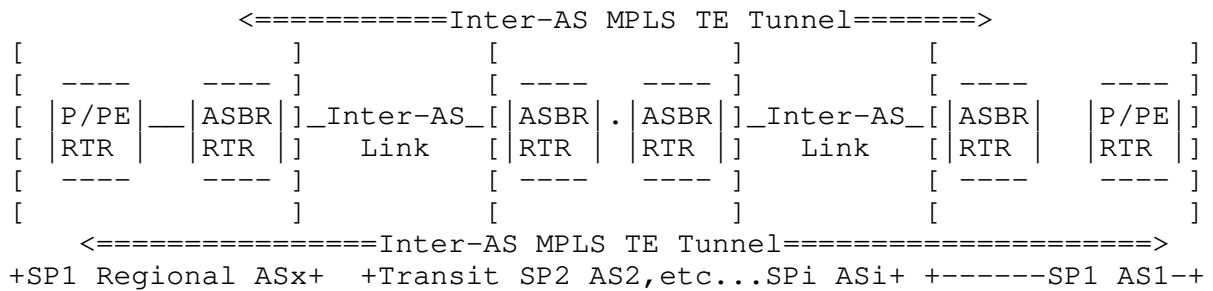 <===========Inter-AS MPLS TE Tunnel=======>
[                ]           [             ]           [               ]
[  ----    ---- ]           [ ----   ---- ]           [ ----    ---- ]
[ |P/PE|__|ASBR|]_Inter-AS_[|ASBR|.|ASBR|]_Inter-AS_[|ASBR|  |P/PE|]
[ |RTR |  |RTR |]   Link   [|RTR | |RTR |]   Link   [|RTR |  |RTR |]
[  ----    ---- ]           [ ----   ---- ]           [ ----    ---- ]
[                ]           [             ]           [               ]
<================Inter-AS MPLS TE Tunnel=====================>
+SP1 Regional ASx+  +Transit SP2 AS2,etc...SPi ASi+ +------SP1 AS1-+